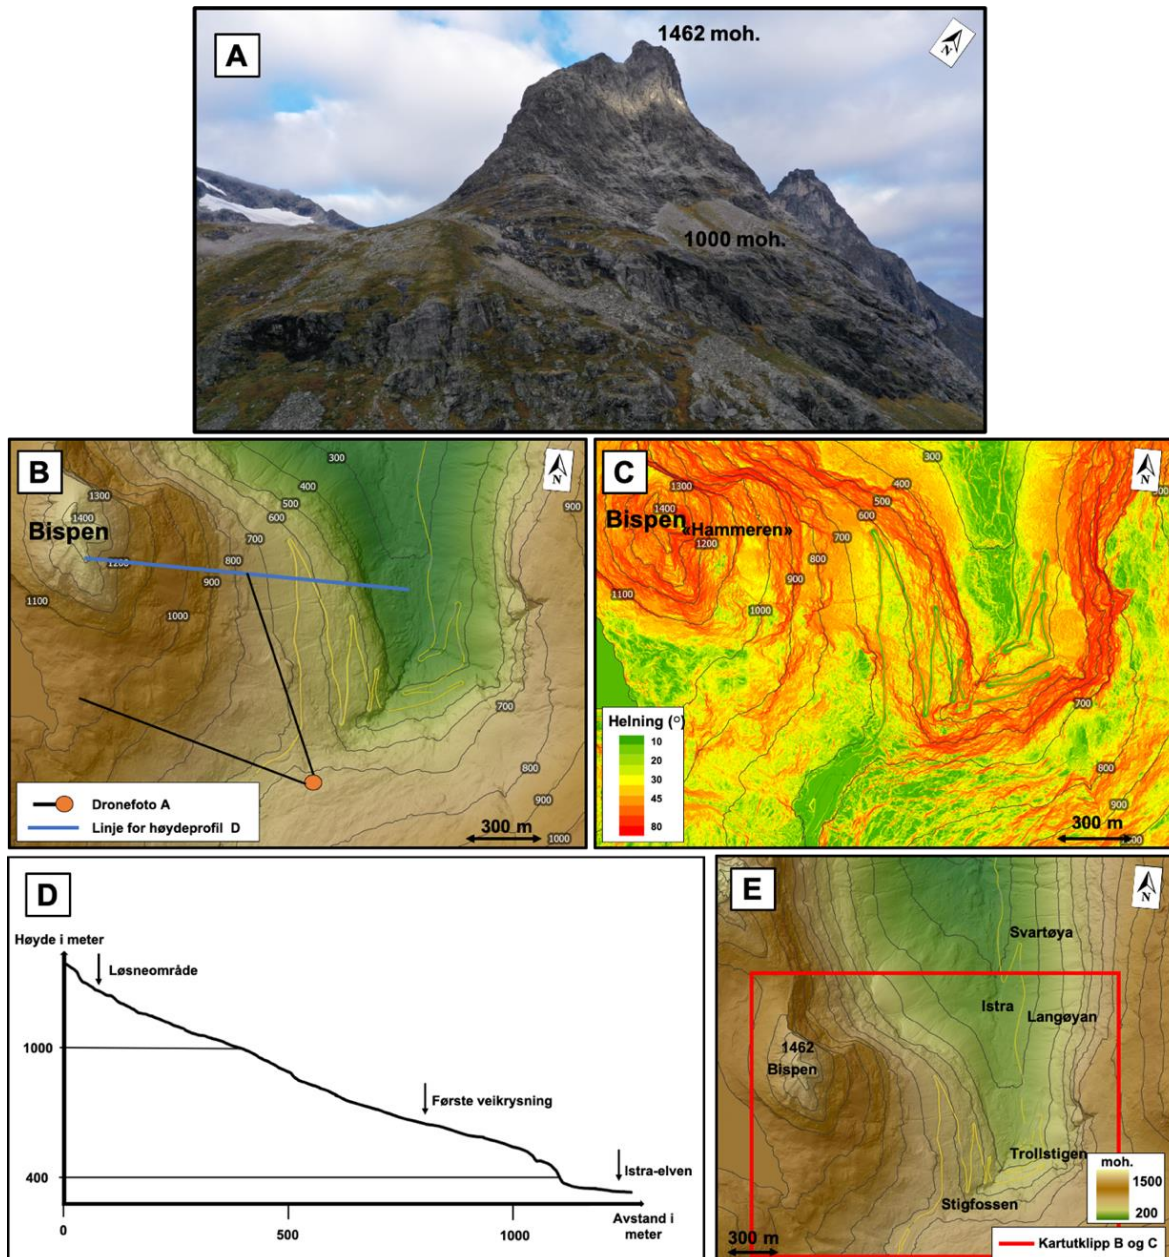 A
1462 moh.
N
1000 moh.
B
N
300
400
500
600
700
800
900
1000
1100
1200
1300
1400
Bispen
900
700
800
900
1000
Dronefoto A
Linje for høydeprofil D
300 m
C
N
300
400
500
600
700
800
900
1000
1100
1200
1300
1400
Bispen
«Hammeren»
900
700
800
900
Helning (°)
10
20
30
45
80
300 m
D
Høyde i meter
Løsneområde
1000
Første veikrysning
Istra-elven
400
0
500
1000
Avstand i
meter
E
N
Svartøya
Istra
Langøyan
1462
Bispen
Trollstigen
Stigfossen
moh.
1500
200
300 m
Kartutklipp B og C